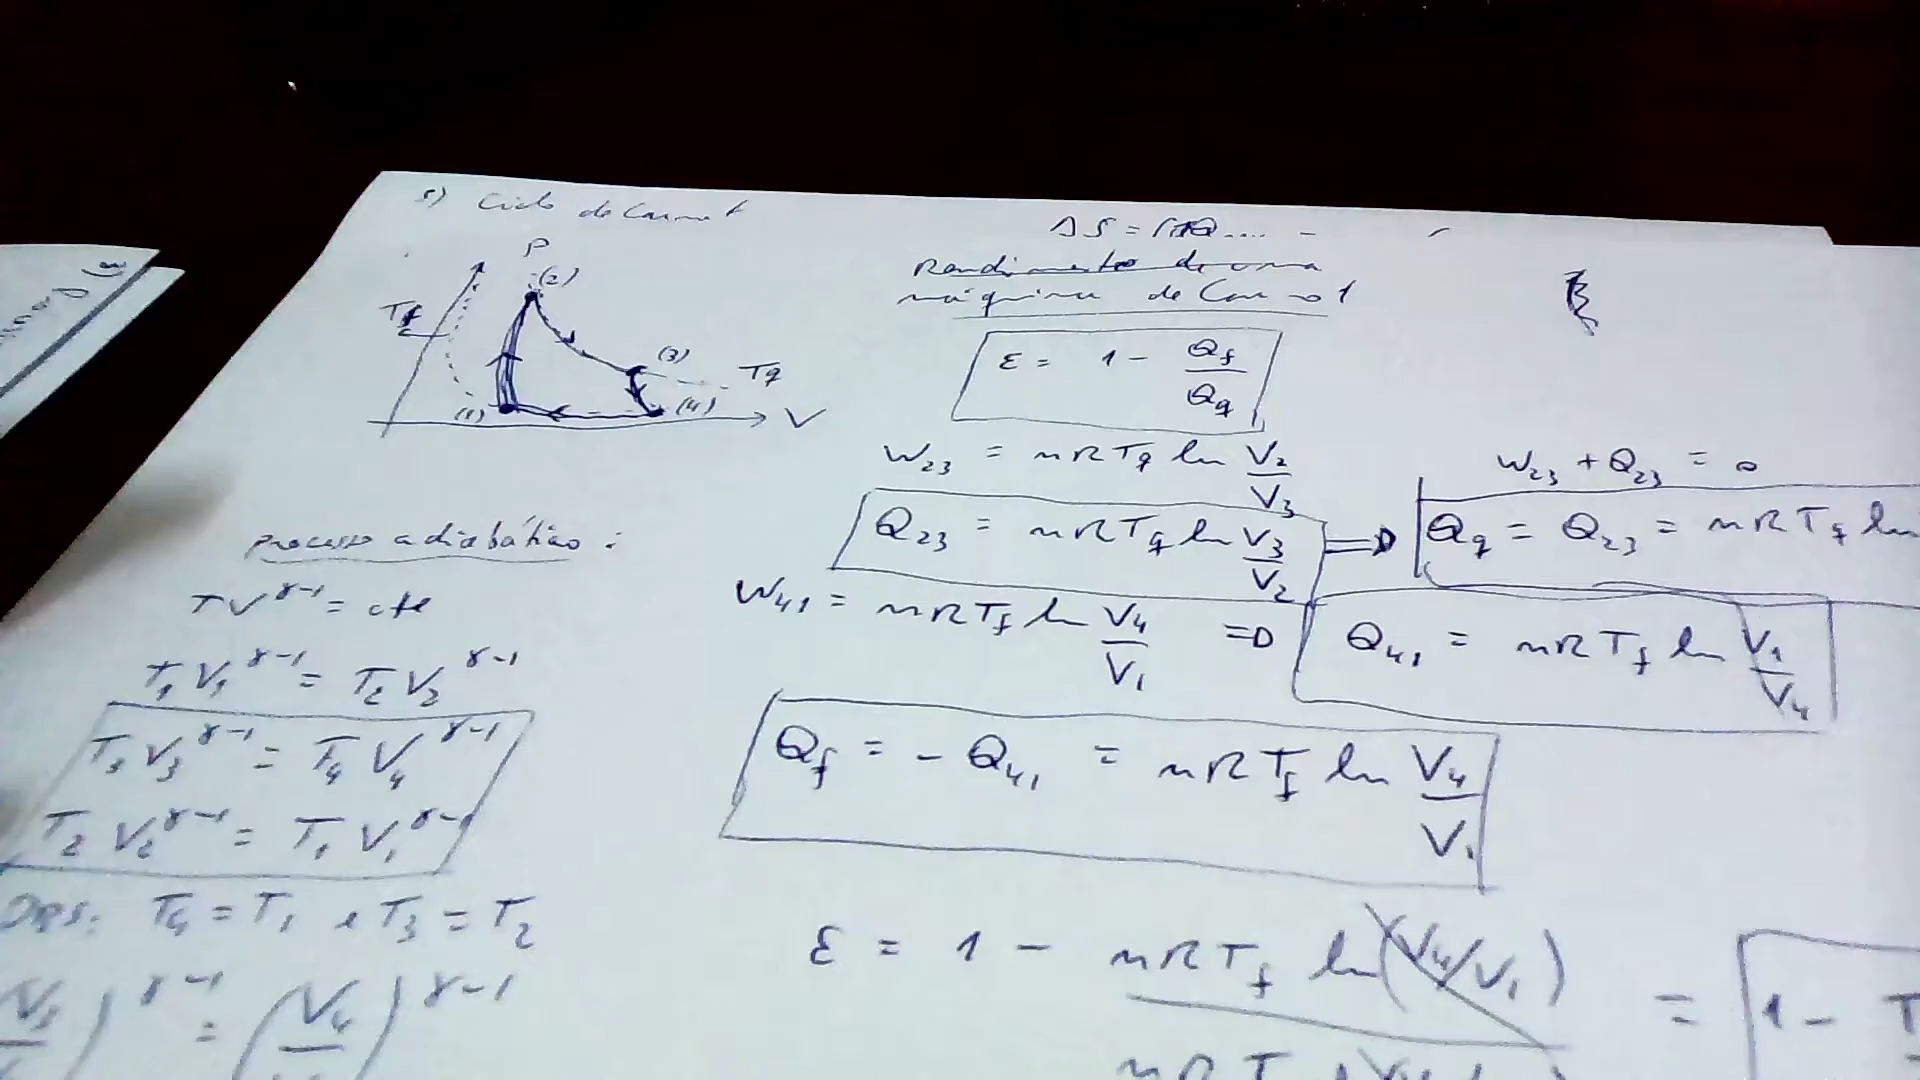 5) Ciclo de Carnot
P
(2)
(3)
Tq
(1)
(4)
V
processo adiabático:
TV^γ-1 = cte
T₁V₁^γ-1 = T₂V₂^γ-1
T₃V₃^γ-1 = T₄V₄^γ-1
T₂V₂^γ-1 = T₁V₁^γ-1
T₄ = T₁ e T₃ = T₂
)^γ-1 = (V₄
)^γ-1
ΔS =
Rendimento de uma
máquina de Carnot
ε = 1 - Qf/Qq
W₂₃ = nRTq ln V₂/V₃
W₂₃ + Q₂₃ = 0
Q₂₃ = nRTq ln V₃/V₂ ⇒ Qq = Q₂₃ = nRTq ln
W₄₁ = nRTf ln V₄/V₁ ⇒ Q₄₁ = nRTf ln V₁/V₄
Qf = -Q₄₁ = nRTf ln V₄/V₁
ε = 1 - nRTf ln(V₄/V₁) = 1 - T
nRT